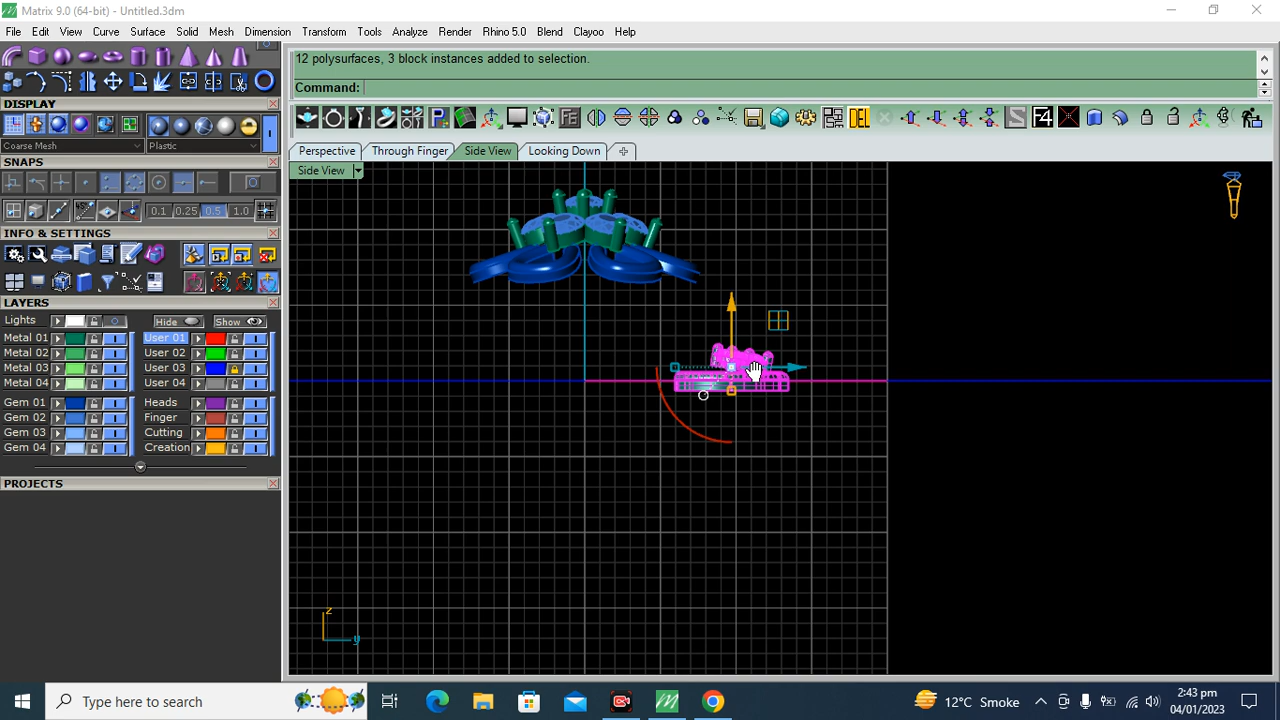 Matrix 9.0 (64-bit) - Untitled.3dm
File Edit View Curve Surface Solid Mesh Dimension Transform Tools Analyze Render Rhino 5.0 Blend Clayoo Help
12 polysurfaces, 3 block instances added to selection.
Command:
DISPLAY
Coarse Mesh Plastic
SNAPS
0.1 0.25 0.5 1.0
INFO & SETTINGS
LAYERS
Lights Hide Show
Metal 01 User 01
Metal 02 User 02
User 03
User 04
Gem 01 Heads
Gem 02 Finger
Gem 03 Cutting
Gem 04 Creation
PROJECTS
F4
Perspective Through Finger Side View Looking Down
Side View
z
y
Type here to search
12°C Smoke
2:43 pm
04/01/2023